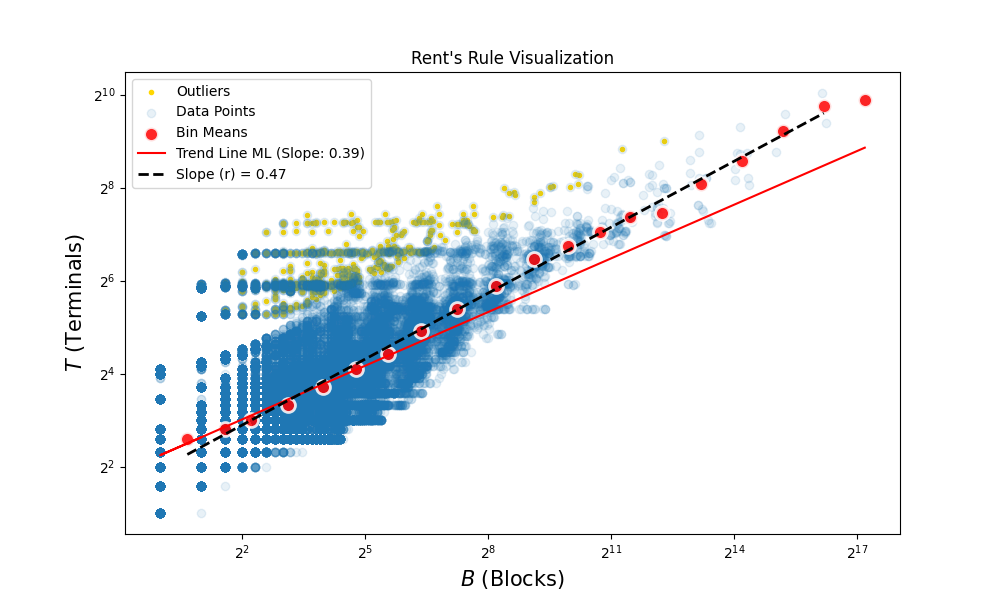 Rent's Rule Visualization
Outliers
Data Points
Bin Means
Trend Line ML (Slope: 0.39)
Slope (r) = 0.47
T (Terminals)
2^10
2^8
2^6
2^4
2^2
2^2 2^5 2^8 2^11 2^14 2^17
B (Blocks)